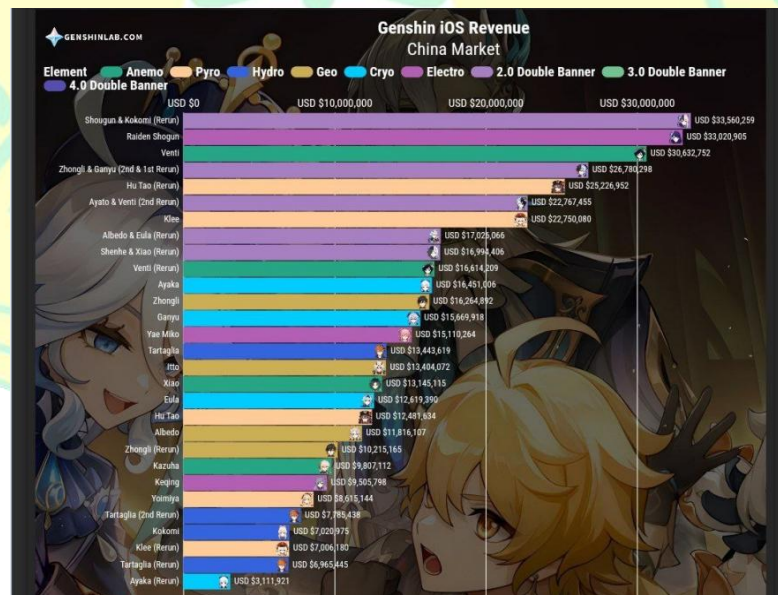 GENSHINLAB.COM
Genshin iOS Revenue
China Market
Element Anemo Pyro Hydro Geo Cryo Electro 2.0 Double Banner 3.0 Double Banner
4.0 Double Banner
USD $0 USD $10,000,000 USD $20,000,000 USD $30,000,000
Shougun & Kokomi (Rerun) USD $33,560,259
Raiden Shogun USD $33,020,905
Venti USD $30,632,752
Zhongli & Ganyu (2nd & 1st Rerun) USD $26,780,298
Hu Tao (Rerun) USD $25,226,952
Ayato & Venti (2nd Rerun) USD $22,767,455
Klee USD $22,750,080
Albedo & Eula (Rerun) USD $17,025,066
Shenhe & Xiao (Rerun) USD $16,994,406
Venti (Rerun) USD $16,614,209
Ayaka USD $16,451,006
Zhongli USD $16,264,892
Ganyu USD $15,669,918
Yae Miko USD $15,110,264
Tartaglia USD $13,443,619
Itto USD $13,404,072
Xiao USD $13,145,115
Eula USD $12,619,390
Hu Tao USD $12,481,634
Albedo USD $11,816,107
Zhongli (Rerun) USD $10,215,165
Kazuha USD $9,807,112
Keqing USD $9,505,798
Yoimiya USD $8,615,144
Tartaglia (2nd Rerun) USD $7,785,438
Kokomi USD $7,020,975
Klee (Rerun) USD $7,006,180
Tartaglia (Rerun) USD $6,965,445
Ayaka (Rerun) USD $3,111,921